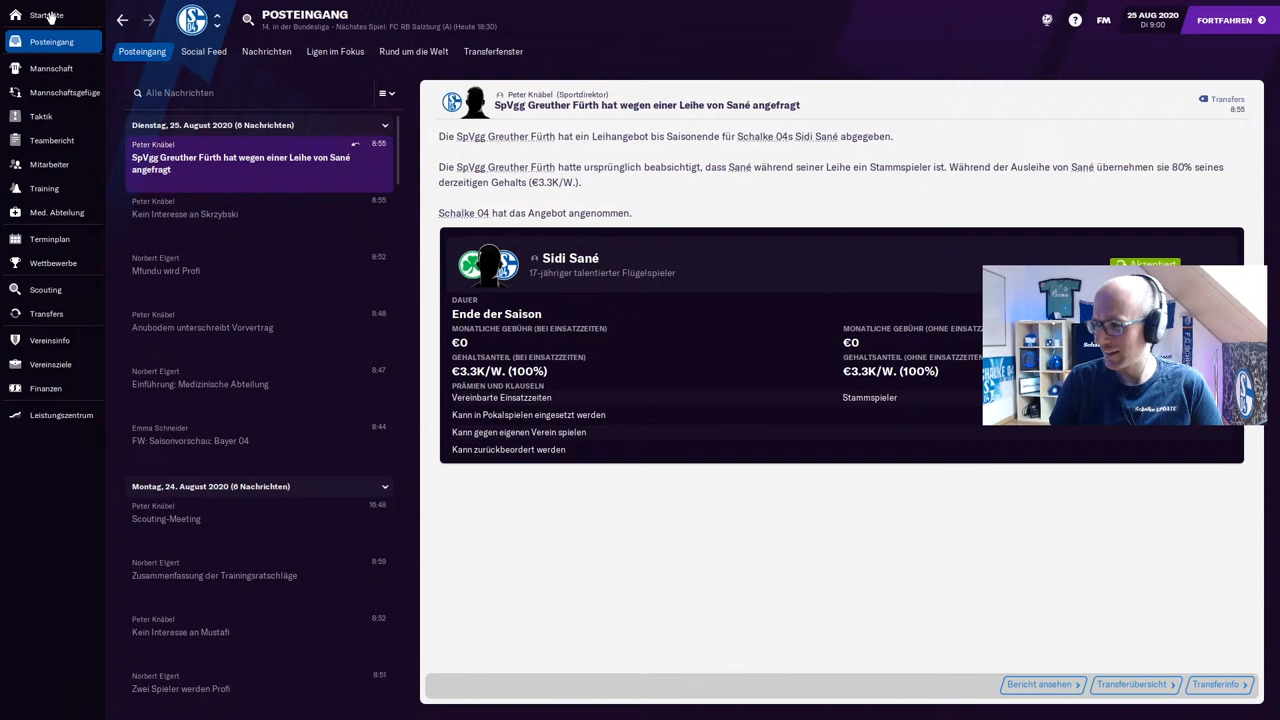 Startseite
Posteingang
Mannschaft
Mannschaftsgefüge
Taktik
Teambericht
Mitarbeiter
Training
Med. Abteilung
Terminplan
Wettbewerbe
Scouting
Transfers
Vereinsinfo
Vereinsziele
Finanzen
Leistungszentrum
POSTEINGANG
14. in der Bundesliga - Nächstes Spiel: FC RB Salzburg (A) (Heute 18:30)
FM
25 AUG 2020
Di 9:00
FORTFAHREN
Posteingang Social Feed Nachrichten Ligen im Fokus Rund um die Welt Transferfenster
Alle Nachrichten
Dienstag, 25. August 2020 (6 Nachrichten)
Peter Knäbel 8:55
SpVgg Greuther Fürth hat wegen einer Leihe von Sané
angefragt
Peter Knäbel 8:55
Kein Interesse an Skrzybski
Norbert Elgert 8:52
Mfundu wird Profi
Peter Knäbel 8:48
Anubodem unterschreibt Vorvertrag
Norbert Elgert 8:47
Einführung: Medizinische Abteilung
Emma Schneider 8:44
FW: Saisonvorschau: Bayer 04
Montag, 24. August 2020 (6 Nachrichten)
Peter Knäbel 16:48
Scouting-Meeting
Norbert Elgert 8:59
Zusammenfassung der Trainingsratschläge
Peter Knäbel 8:52
Kein Interesse an Mustafi
Norbert Elgert 8:51
Zwei Spieler werden Profi
Peter Knäbel (Sportdirektor)
SpVgg Greuther Fürth hat wegen einer Leihe von Sané angefragt
Transfers
8:55
Die SpVgg Greuther Fürth hat ein Leihangebot bis Saisonende für Schalke 04s Sidi Sané abgegeben.
Die SpVgg Greuther Fürth hatte ursprünglich beabsichtigt, dass Sané während seiner Leihe ein Stammspieler ist. Während der Ausleihe von Sané übernehmen sie 80% seines
derzeitigen Gehalts (€3.3K/W.).
Schalke 04 hat das Angebot angenommen.
Sidi Sané
17-jähriger talentierter Flügelspieler
Akzeptiert
DAUER
Ende der Saison
MONATLICHE GEBÜHR (BEI EINSATZZEITEN) MONATLICHE GEBÜHR (OHNE
€0 €0
GEHALTSANTEIL (BEI EINSATZZEITEN) GEHALTSANTEIL (OHNE EINSATZZEITEN)
€3.3K/W. (100%) €3.3K/W. (100%)
PRÄMIEN UND KLAUSELN
Vereinbarte Einsatzzeiten Stammspieler
Kann in Pokalspielen eingesetzt werden
Kann gegen eigenen Verein spielen
Kann zurückbeordert werden
Schalke UPDATE
Bericht ansehen Transferübersicht Transferinfo